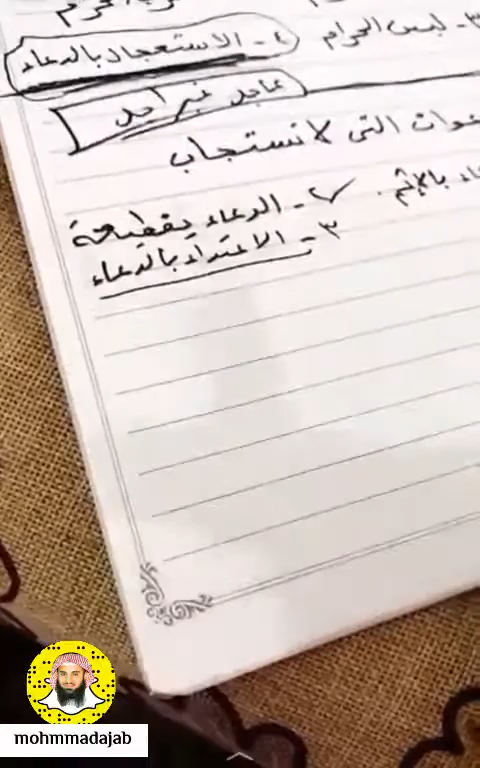 ٣- لبس الحرام ٤- الاستعجال بالدعاء
عاجل غير آجل
التي لا تستجاب
بالإثم. ٢- الدعاء بقطيعة
٣- الاعتداء بالدعاء
mohmmadajab